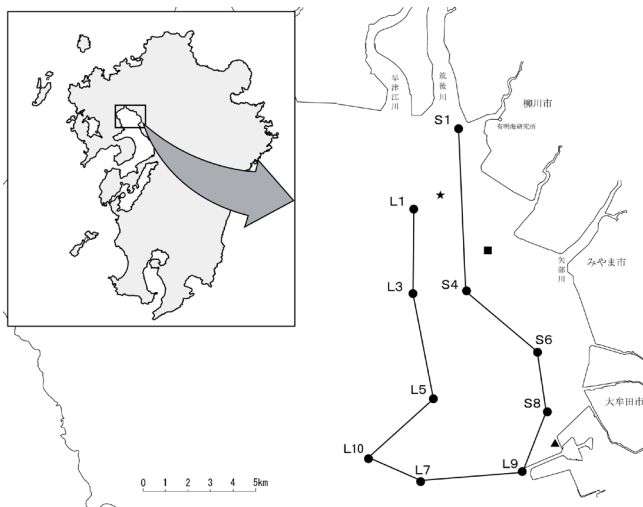 早津江川
筑後川
柳川市
有明海研究所
S1
L1
矢部川
みやま市
L3
S4
S6
L5
S8
大牟田市
L10
L7
L9
0 1 2 3 4 5km